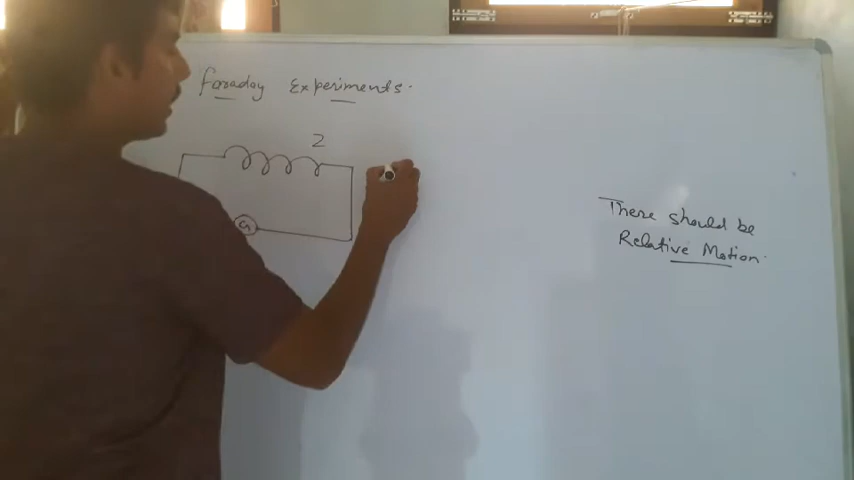 Faraday Experiments.
2
G
There should be
Relative Motion.